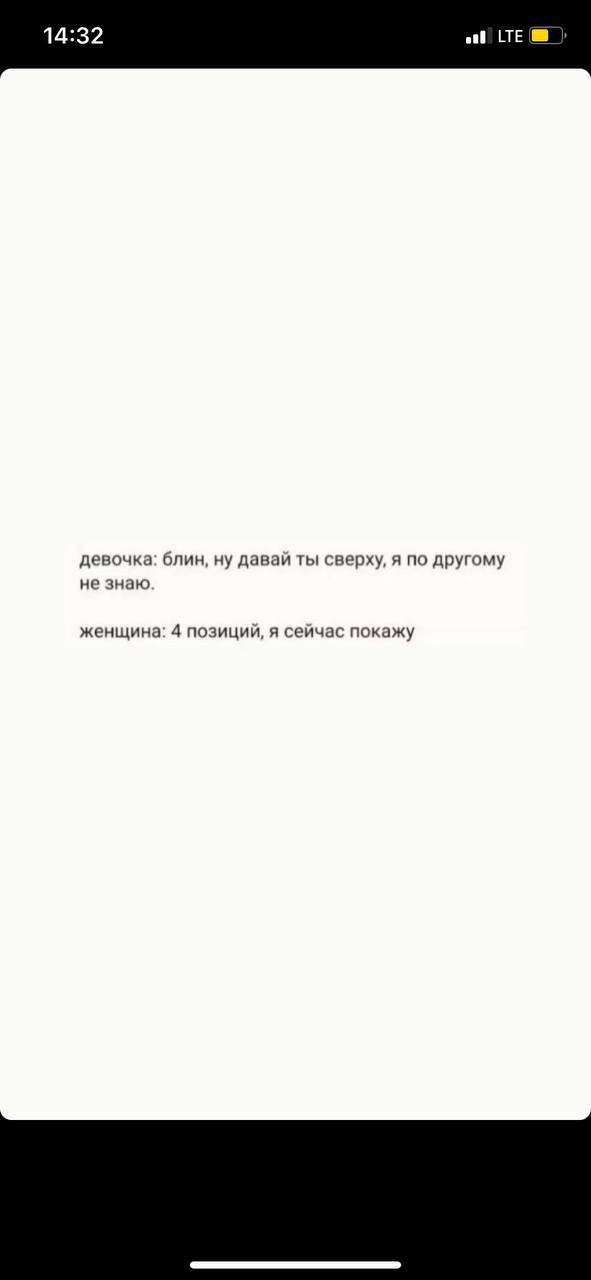 14:32
LTE
девочка: блин, ну давай ты сверху, я по другому
не знаю.
женщина: 4 позиций, я сейчас покажу